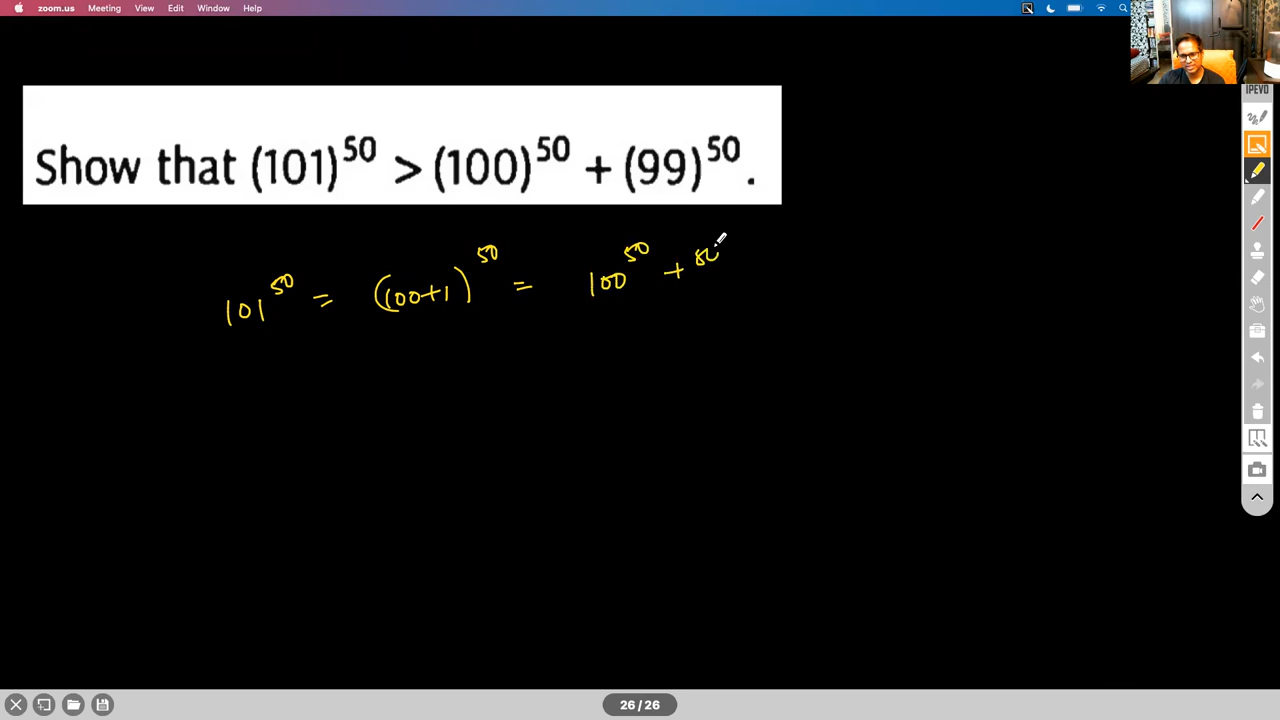 zoom.us Meeting View Edit Window Help
IPEVO
Show that (101)^50 > (100)^50 + (99)^50.
101^50 = (100+1)^50 = 100^50 + 50
26 / 26